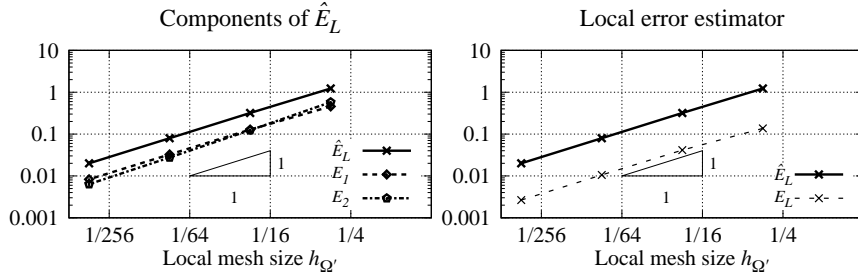 Components of Ê_L
10
1
0.1
0.01
0.001
Ê_L
E_1
E_2
1
1
1/256 1/64 1/16 1/4
Local mesh size h_Ω′
Local error estimator
10
1
0.1
0.01
0.001
1
1
Ê_L
E_L
1/256 1/64 1/16 1/4
Local mesh size h_Ω′